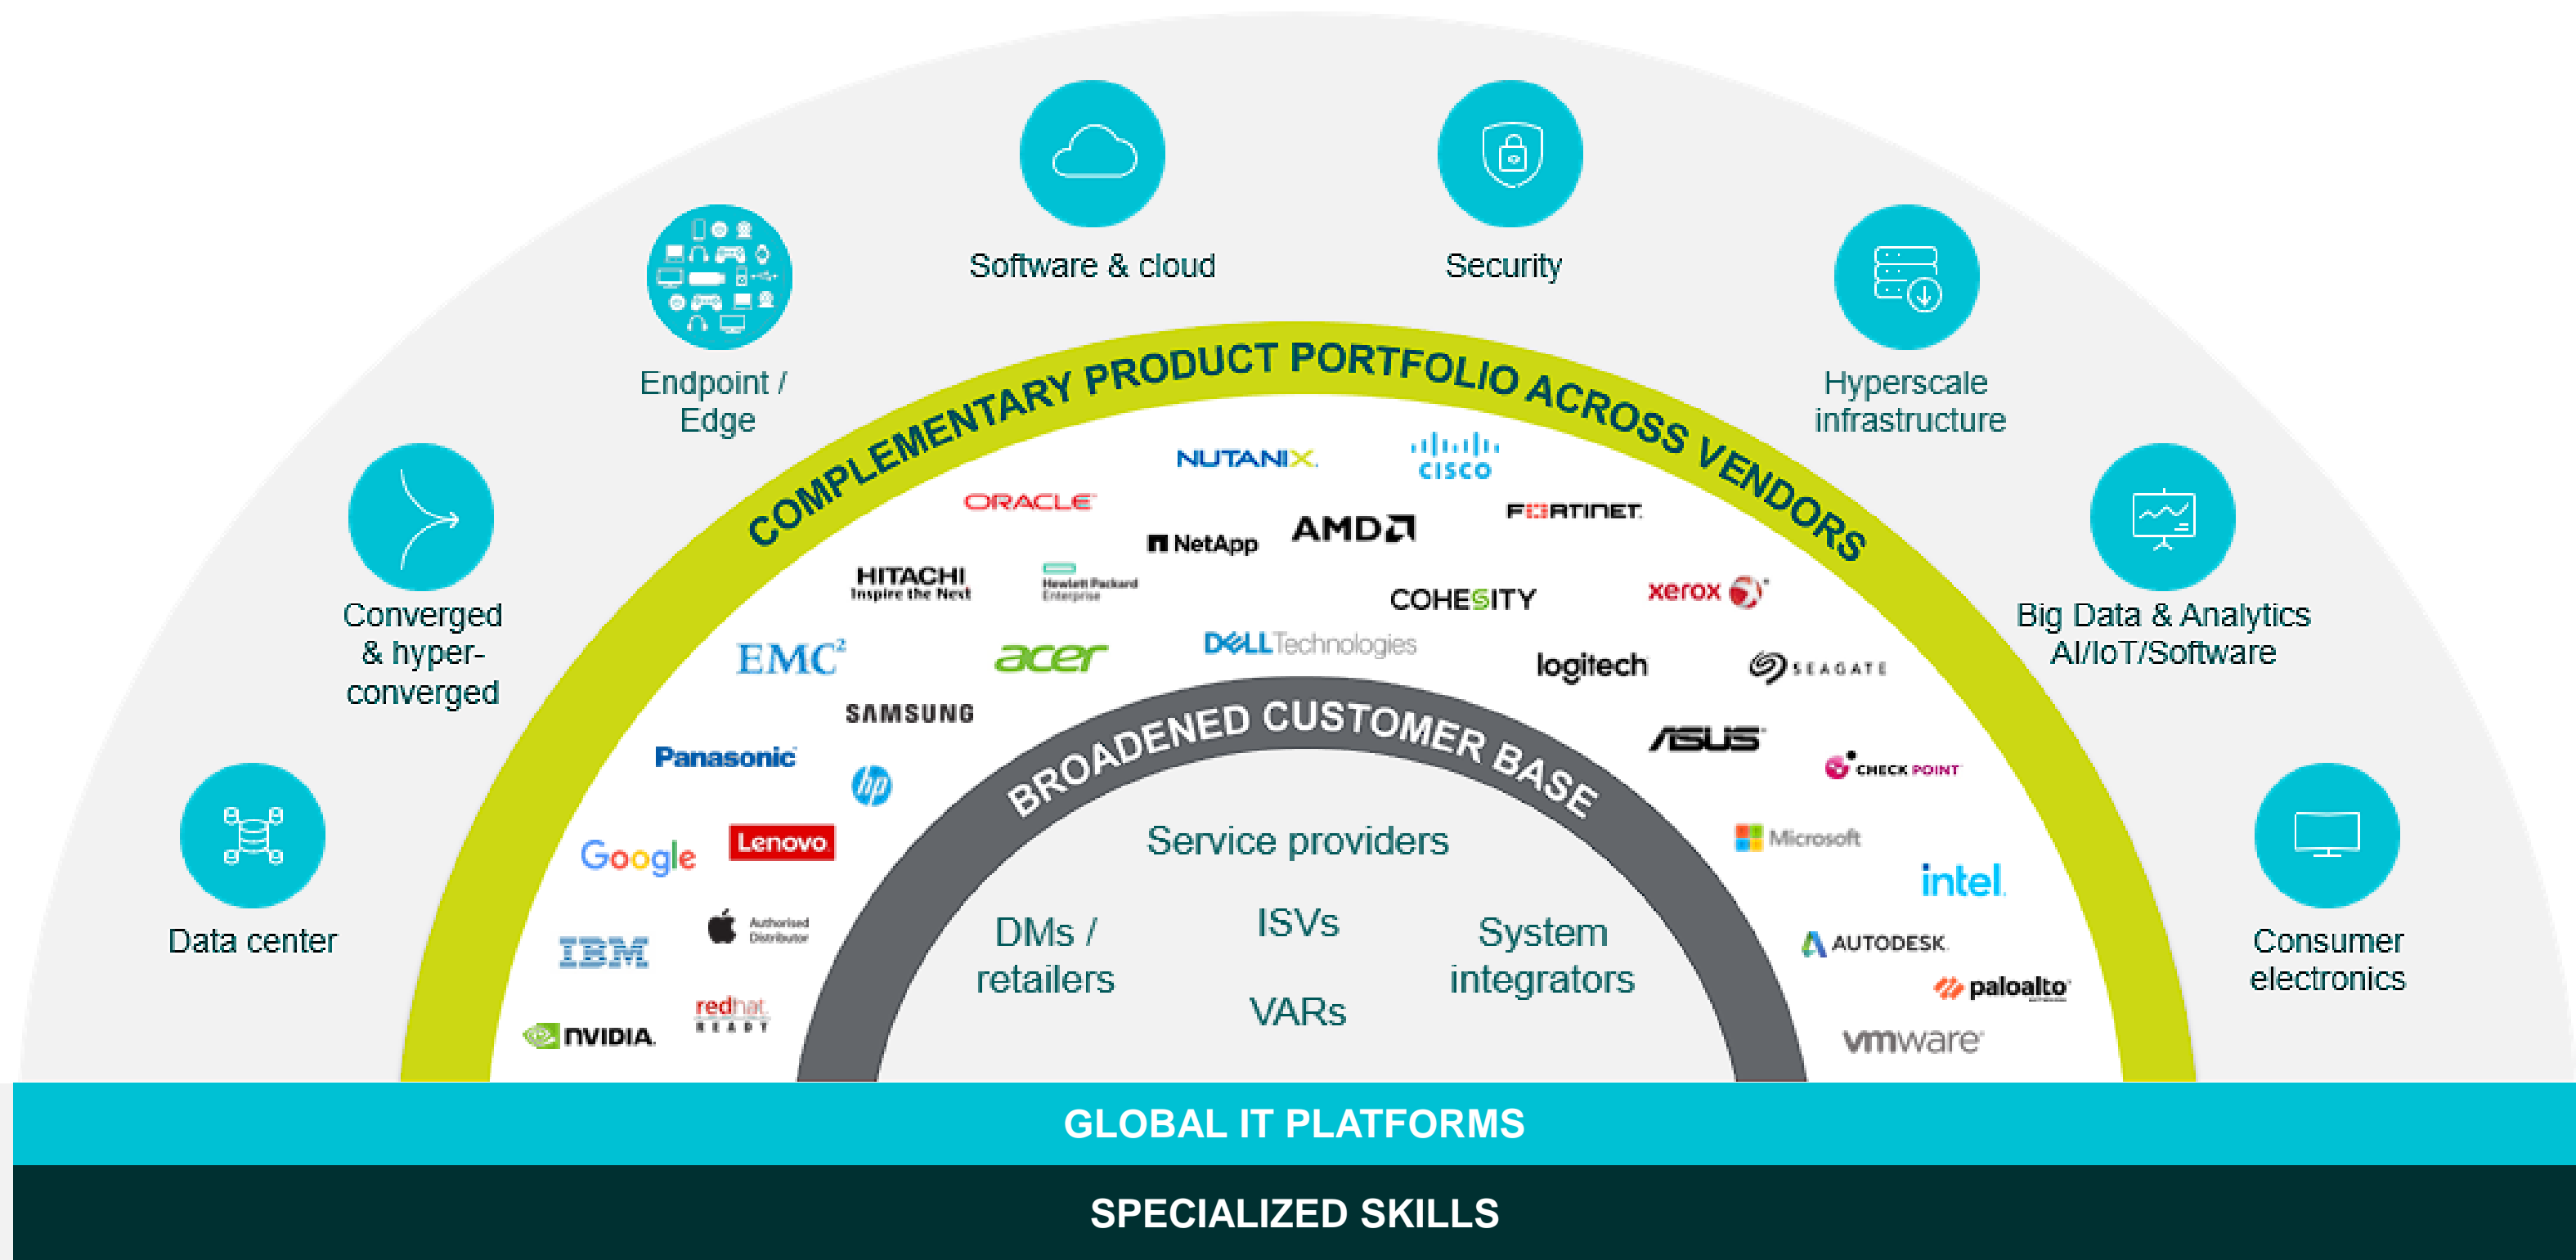 Software & cloud
Security
Endpoint /
Edge
Hyperscale
infrastructure
Converged
& hyper-
converged
Big Data & Analytics
AI/IoT/Software
Data center
Consumer
electronics
COMPLEMENTARY PRODUCT PORTFOLIO ACROSS VENDORS
NUTANIX
CISCO
ORACLE
FORTINET
NetApp
AMD
HITACHI
Inspire the Next
Hewlett Packard
Enterprise
COHESITY
xerox
EMC²
acer
DELLTechnologies
logitech
SEAGATE
SAMSUNG
Panasonic
hp
ASUS
CHECK POINT
Google
Lenovo
Microsoft
intel
IBM
Authorised
Distributor
AUTODESK
paloalto
NVIDIA
redhat
READY
vmware
BROADENED CUSTOMER BASE
Service providers
DMs /
retailers
ISVs
VARs
System
integrators
GLOBAL IT PLATFORMS
SPECIALIZED SKILLS